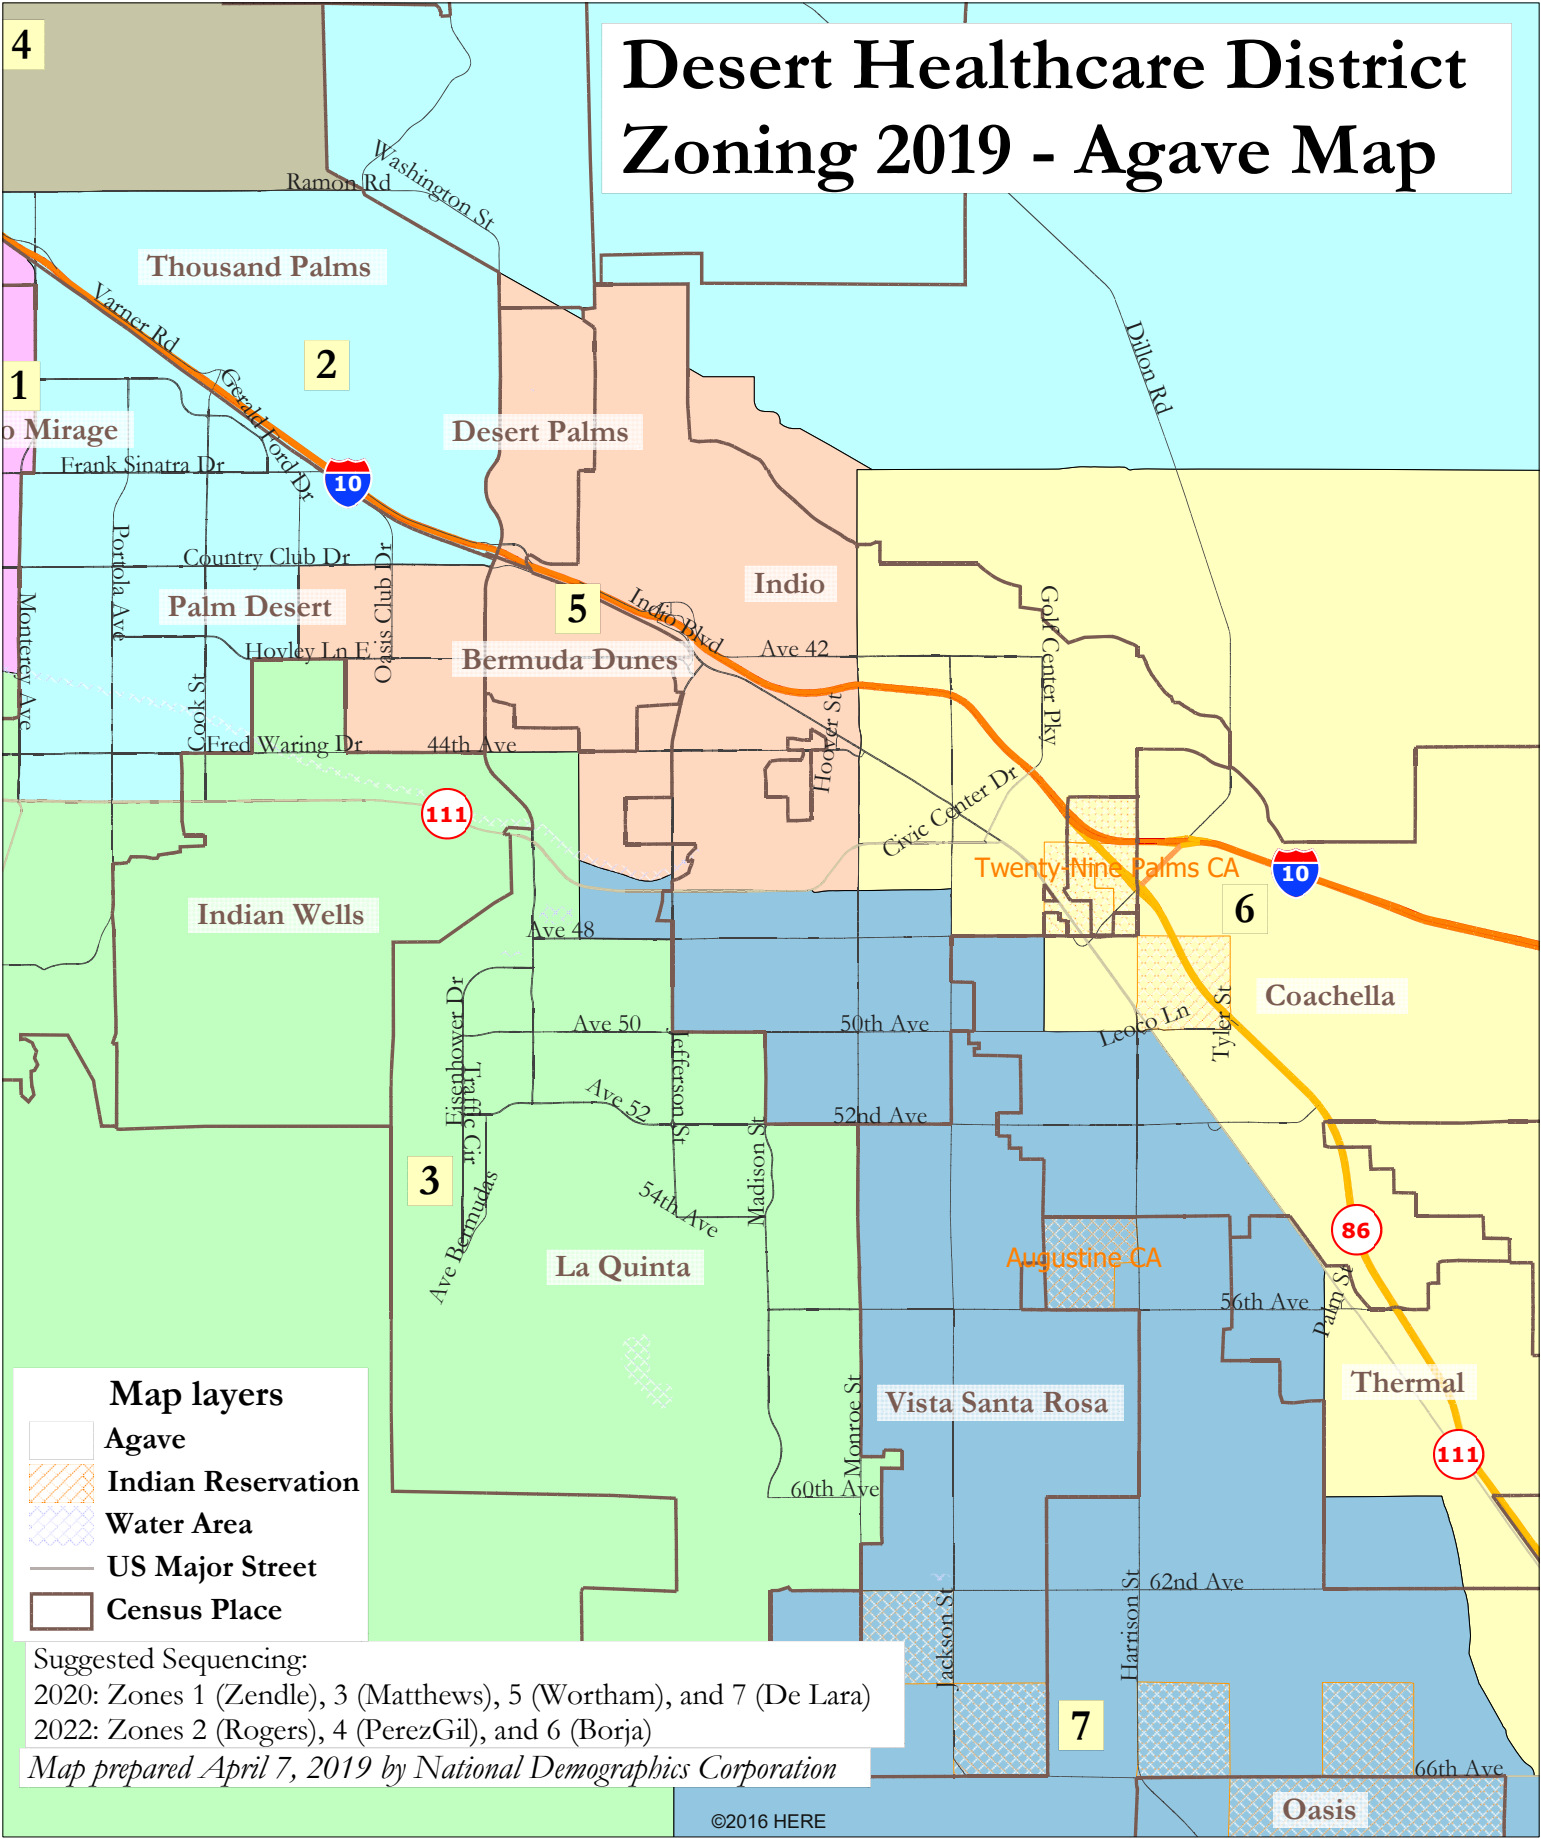 4
Desert Healthcare District
Zoning 2019 - Agave Map
Washington St
Ramon Rd
Thousand Palms
Varner Rd
2
1
Gerald Ford Dr
Dillon Rd
o Mirage
Desert Palms
Frank Sinatra Dr
10
Portola Ave
Country Club Dr
Oasis Club Dr
Indio
Palm Desert
5
Indio Blvd
Golf Center Pky
Monterey Ave
Hovley Ln E
Bermuda Dunes
Ave 42
Cook St
Fred Waring Dr
44th Ave
Hoover St
111
Civic Center Dr
Twenty-Nine Palms CA
10
Indian Wells
6
Ave 48
Coachella
Eisenhower Dr
Ave 50
50th Ave
Leoco Ln
Tyler St
Traffic Cir
Jefferson St
Ave 52
52nd Ave
Madison St
3
Ave Bermudas
54th Ave
86
La Quinta
Augustine CA
56th Ave
Palm St
Thermal
Vista Santa Rosa
Monroe St
111
60th Ave
Map layers
Agave
Indian Reservation
Water Area
US Major Street
Census Place
62nd Ave
Jackson St
Harrison St
Suggested Sequencing:
2020: Zones 1 (Zendle), 3 (Matthews), 5 (Wortham), and 7 (De Lara)
2022: Zones 2 (Rogers), 4 (PerezGil), and 6 (Borja)
7
Map prepared April 7, 2019 by National Demographics Corporation
66th Ave
Oasis
©2016 HERE